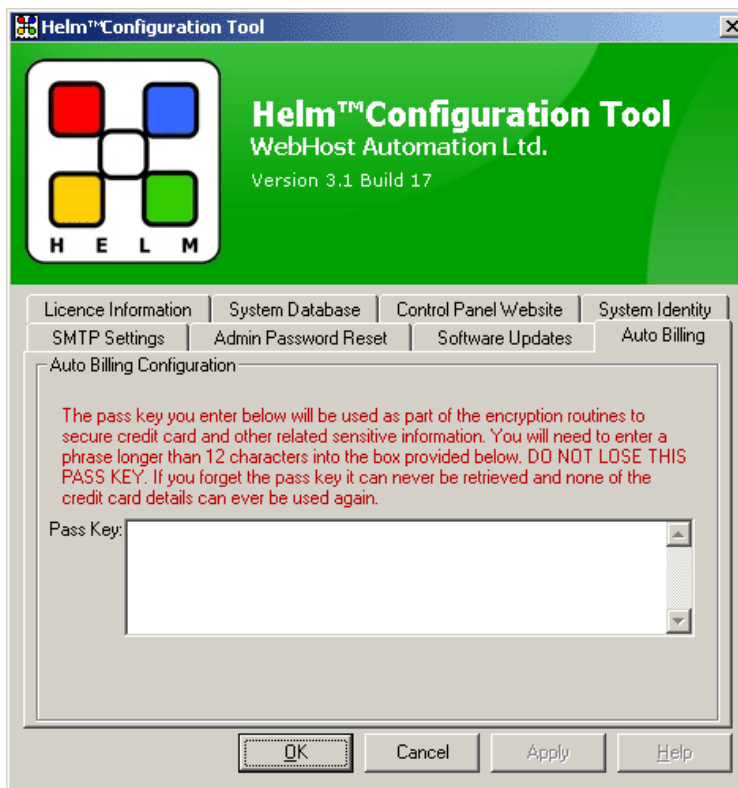 Helm™Configuration Tool
Helm™Configuration Tool
WebHost Automation Ltd.
Version 3.1 Build 17
H E L M
Licence Information System Database Control Panel Website System Identity
SMTP Settings Admin Password Reset Software Updates Auto Billing
Auto Billing Configuration
The pass key you enter below will be used as part of the encryption routines to
secure credit card and other related sensitive information. You will need to enter a
phrase longer than 12 characters into the box provided below. DO NOT LOSE THIS
PASS KEY. If you forget the pass key it can never be retrieved and none of the
credit card details can ever be used again.
Pass Key:
OK Cancel Apply Help